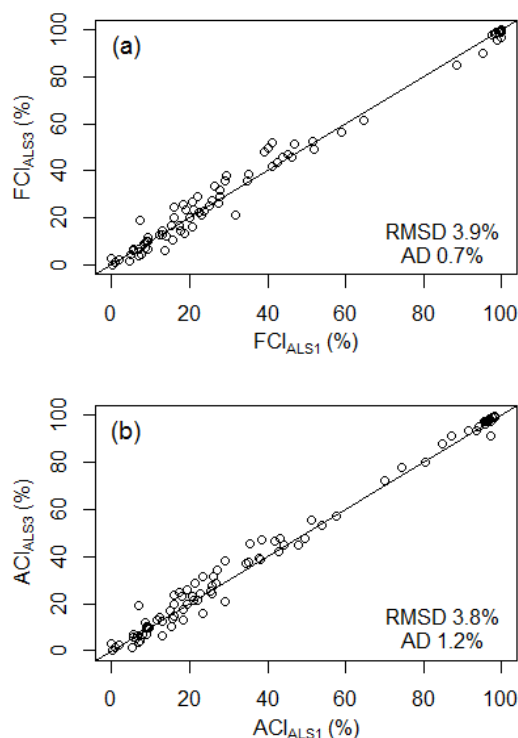 (a)
FCI_ALS3 (%)
100
80
60
40
20
0
RMSD 3.9%
AD 0.7%
0 20 40 60 80 100
FCI_ALS1 (%)
(b)
ACI_ALS3 (%)
100
80
60
40
20
0
RMSD 3.8%
AD 1.2%
0 20 40 60 80 100
ACI_ALS1 (%)